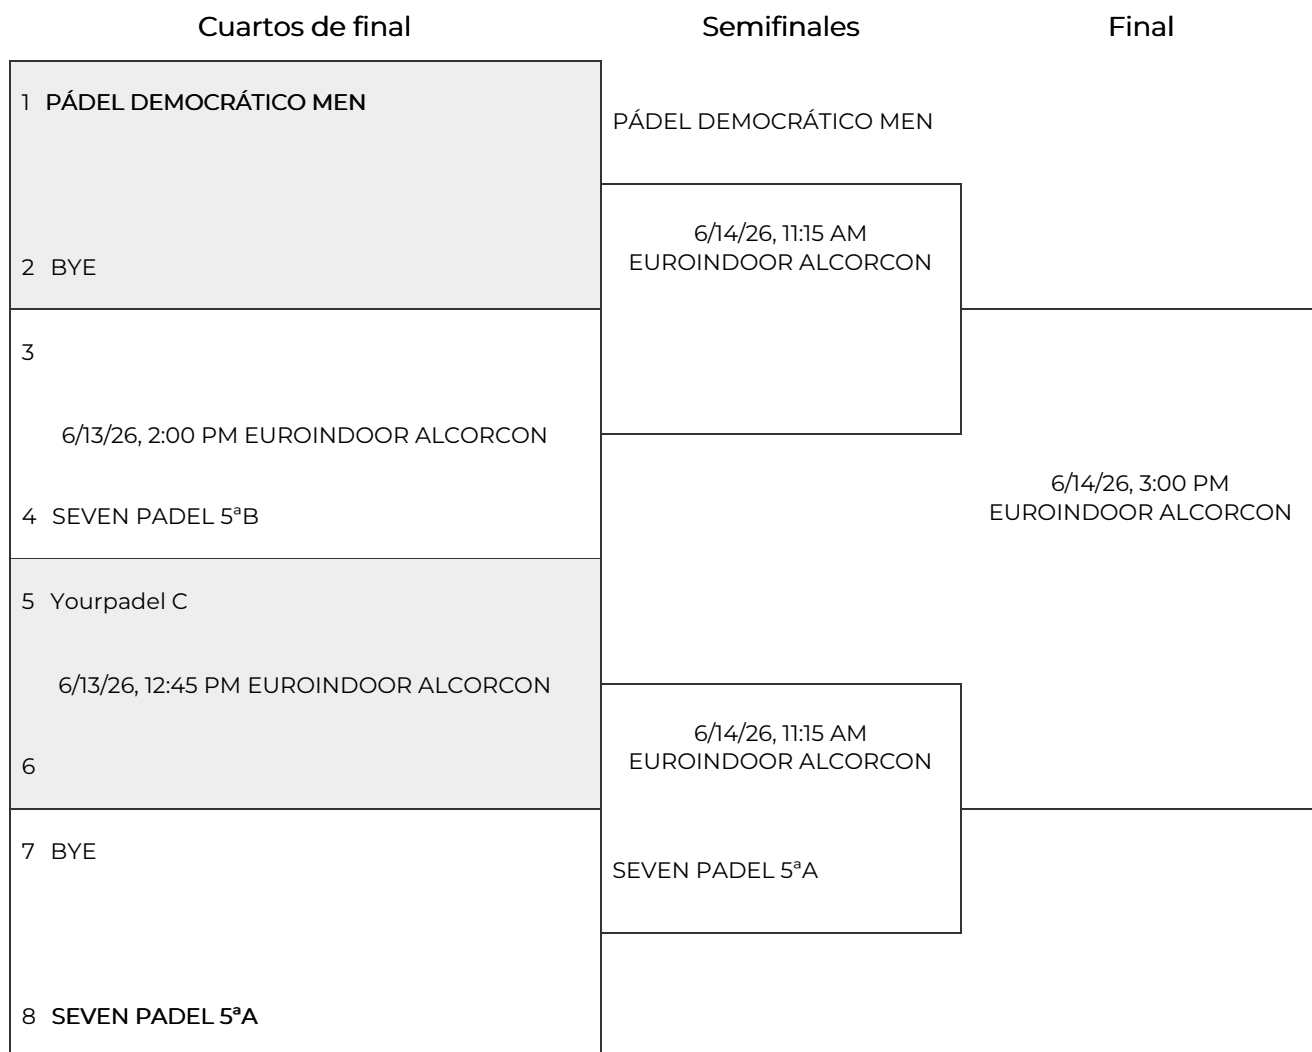 Cuartos de final
Semifinales
Final
1 PÁDEL DEMOCRÁTICO MEN
PÁDEL DEMOCRÁTICO MEN
6/14/26, 11:15 AM
EUROINDOOR ALCORCON
2 BYE
3
6/13/26, 2:00 PM EUROINDOOR ALCORCON
4 SEVEN PADEL 5ªB
6/14/26, 3:00 PM
EUROINDOOR ALCORCON
5 Yourpadel C
6/13/26, 12:45 PM EUROINDOOR ALCORCON
6/14/26, 11:15 AM
EUROINDOOR ALCORCON
6
7 BYE
SEVEN PADEL 5ªA
8 SEVEN PADEL 5ªA